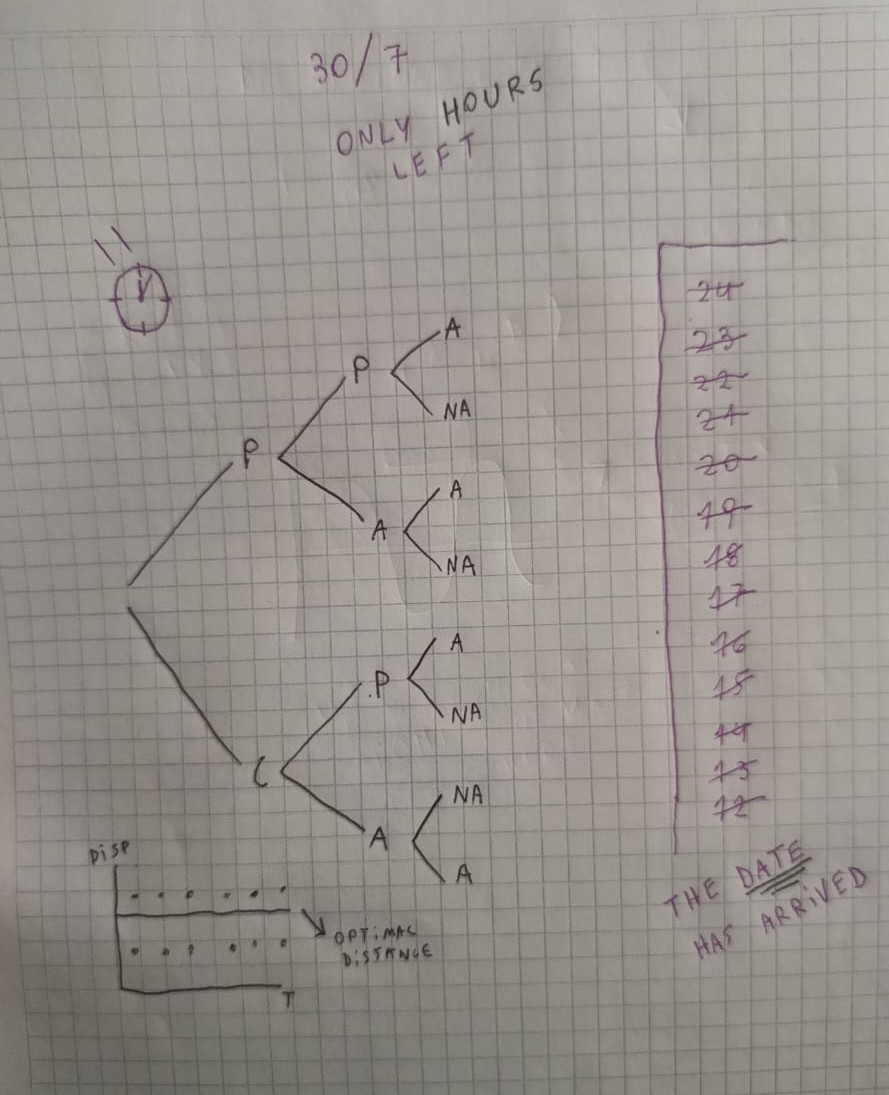 30/7
ONLY HOURS
LEFT
24
23
22
21
20
19
18
17
16
15
14
13
12
THE DATE
HAS ARRIVED
P
P
A
NA
A
A
NA
C
P
A
NA
A
NA
A
DiSP
OPTiMAL
DiSTANCE
T